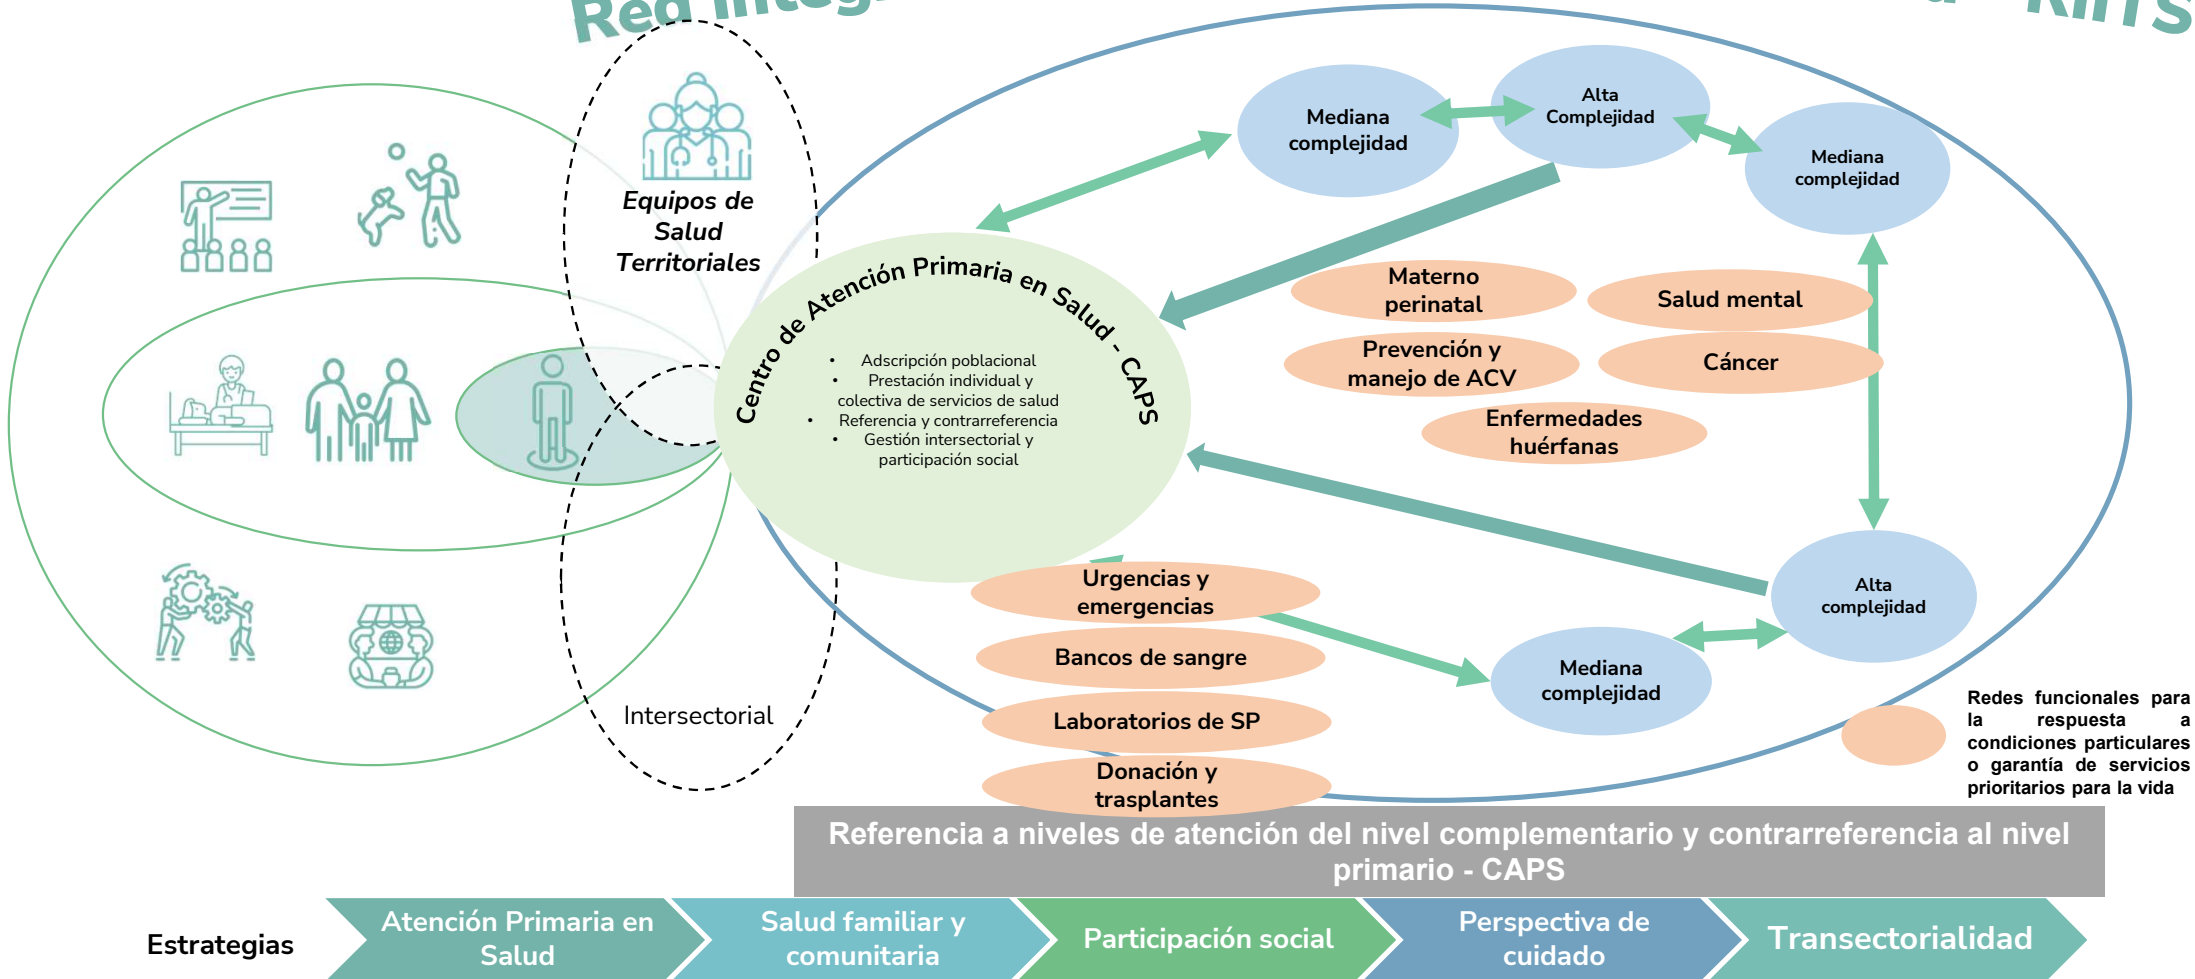 Red
RIITS
Equipos de
Salud
Territoriales
Centro de Atención Primaria en Salud - CAPS
• Adscripción poblacional
• Prestación individual y
colectiva de servicios de salud
• Referencia y contrarreferencia
• Gestión intersectorial y
participación social
Intersectorial
Mediana
complejidad
Alta
Complejidad
Mediana
complejidad
Materno
perinatal
Salud mental
Prevención y
manejo de ACV
Cáncer
Enfermedades
huérfanas
Urgencias y
emergencias
Bancos de sangre
Laboratorios de SP
Donación y
trasplantes
Alta
complejidad
Mediana
complejidad
Redes funcionales para
la respuesta a
condiciones particulares
o garantía de servicios
prioritarios para la vida
Referencia a niveles de atención del nivel complementario y contrarreferencia al nivel
primario - CAPS
Estrategias
Atención Primaria en
Salud
Salud familiar y
comunitaria
Participación social
Perspectiva de
cuidado
Transectorialidad